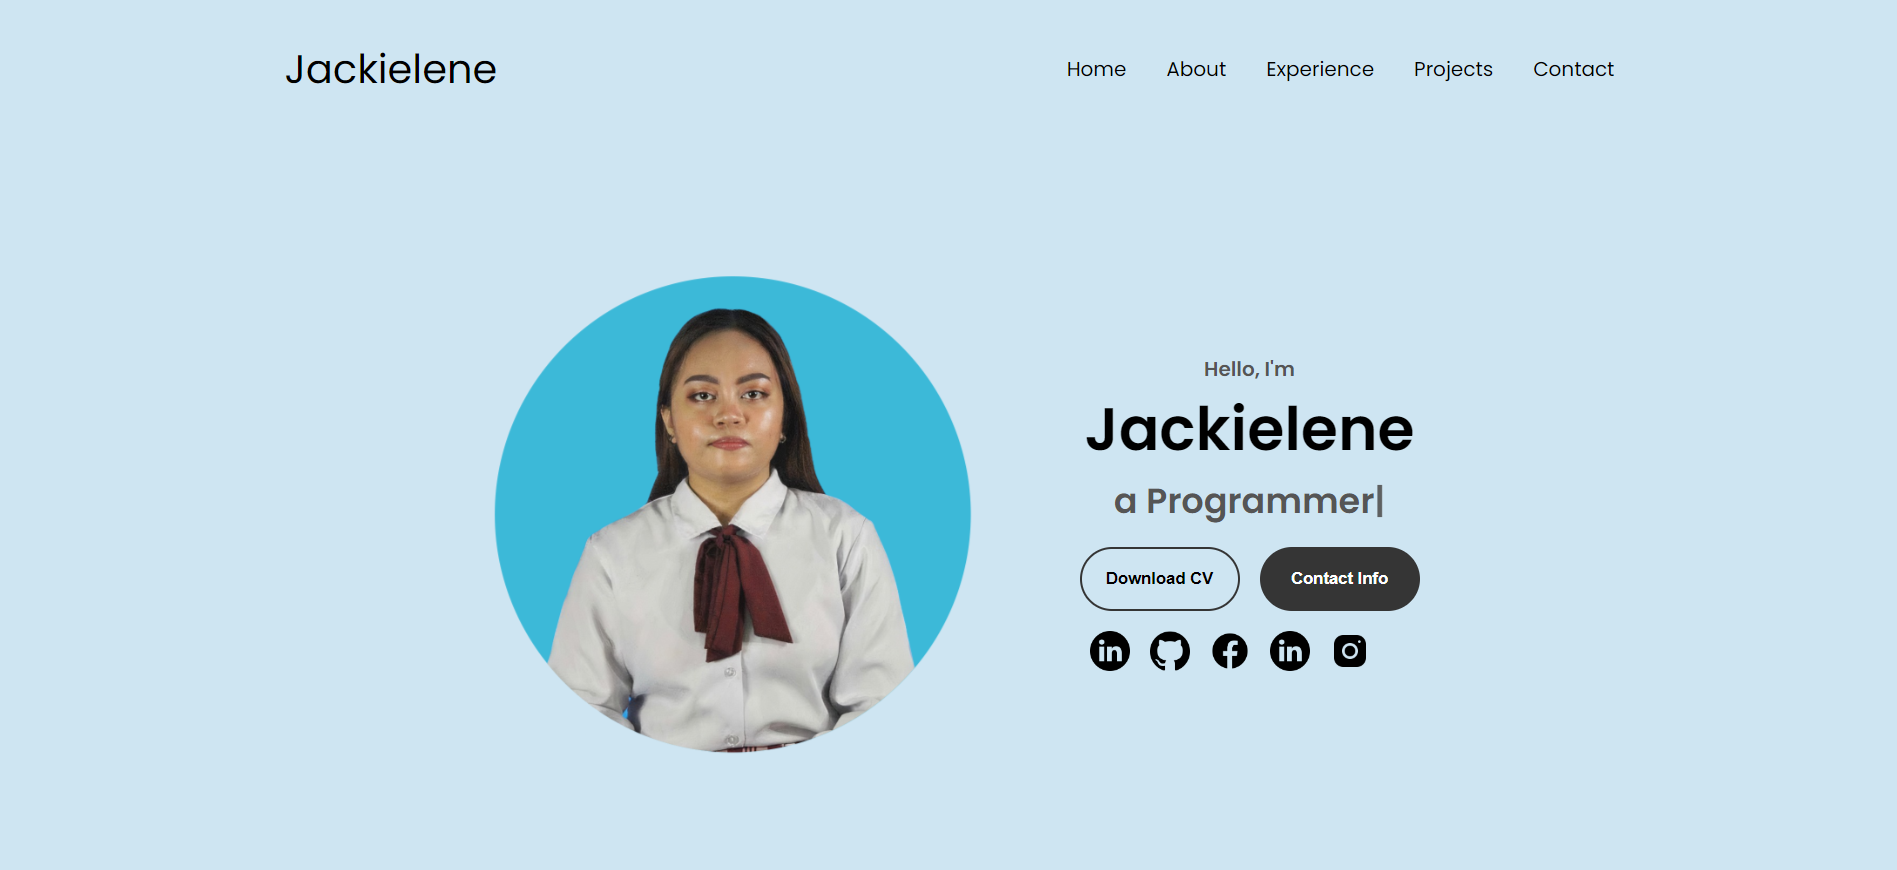 Jackielene
Home About Experience Projects Contact
Hello, I'm
Jackielene
a Programmer|
Download CV Contact Info